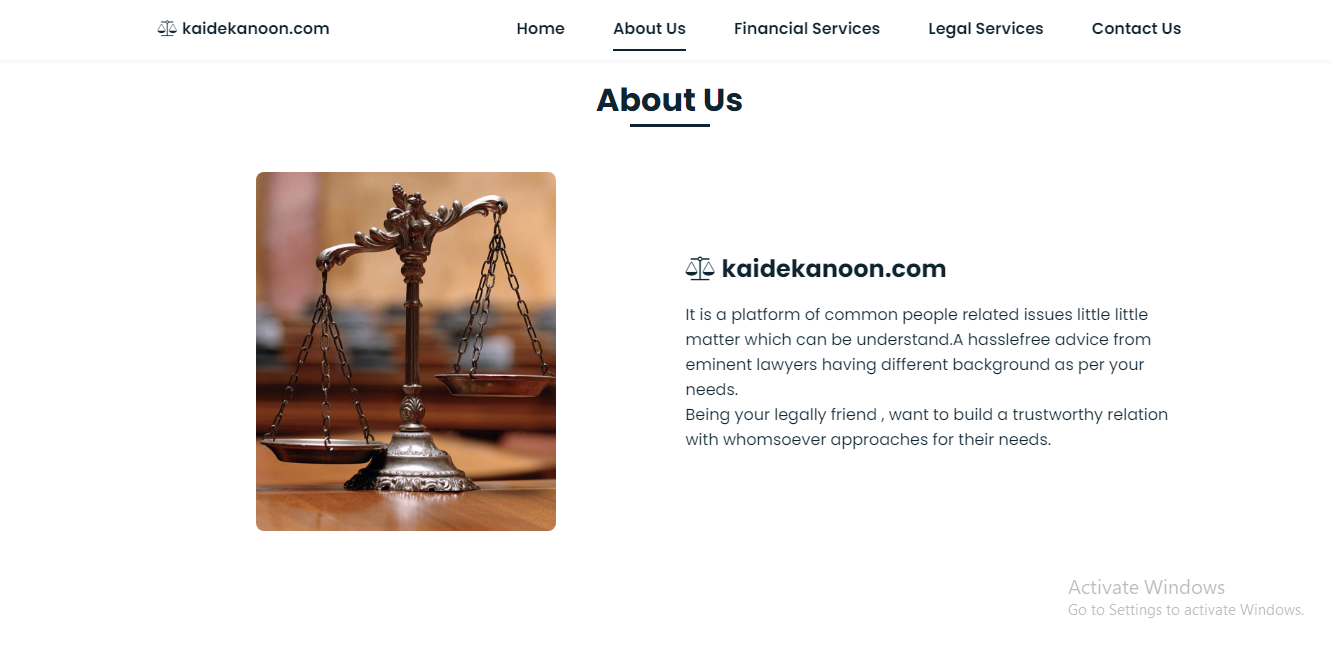 kaidekanoon.com
Home
About Us
Financial Services
Legal Services
Contact Us
About Us
kaidekanoon.com
It is a platform of common people related issues little little
matter which can be understand.A hasslefree advice from
eminent lawyers having different background as per your
needs.
Being your legally friend , want to build a trustworthy relation
with whomsoever approaches for their needs.
Activate Windows
Go to Settings to activate Windows.